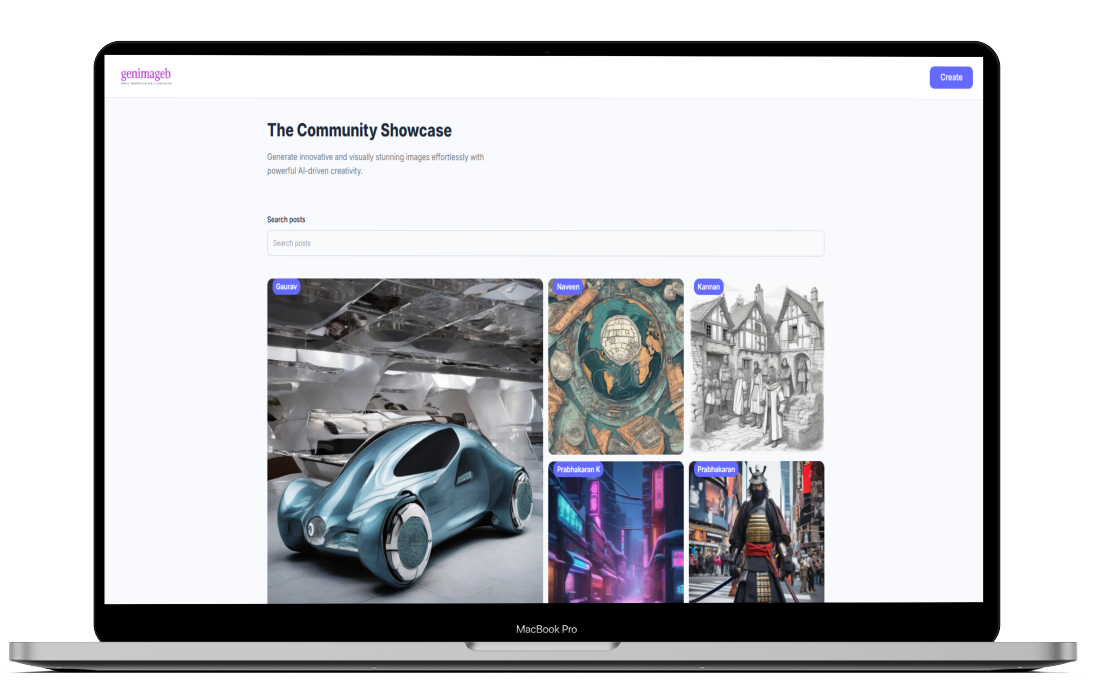 genimageb
Create
The Community Showcase
Generate innovative and visually stunning images effortlessly with
powerful AI-driven creativity.
Search posts
Search posts
Gaurav
Naveen
Kannan
Prabhakaran K
Prabhakaran
MacBook Pro